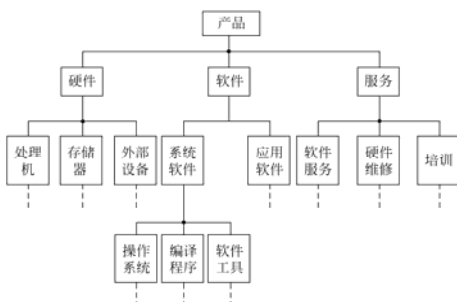 产品
硬件
软件
服务
处理
机
存储
器
外部
设备
系统
软件
应用
软件
软件
服务
硬件
维修
培训
操作
系统
编译
程序
软件
工具